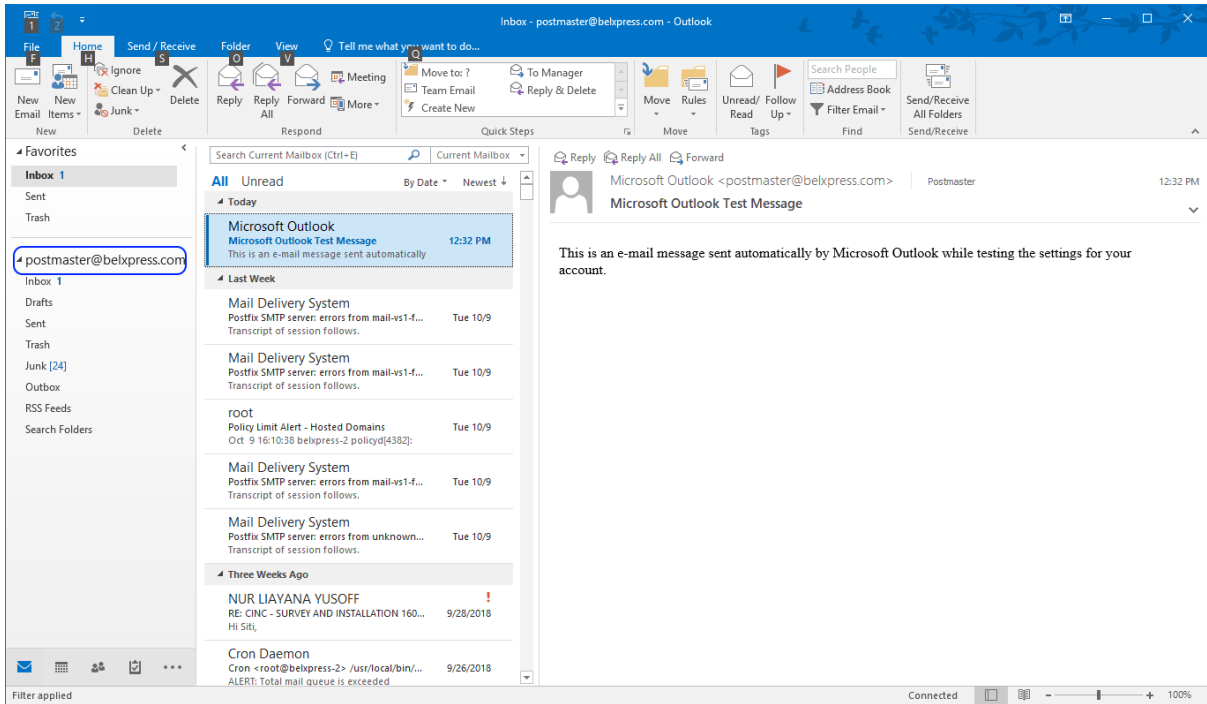 Inbox - postmaster@belxpress.com - Outlook
1 2
File Home Send / Receive Folder View Tell me what you want to do...
F H S O V Q
New Email
New Items
New
Ignore
Clean Up
Junk
Delete
Delete
Reply
Reply All
Forward
Meeting
More
Respond
Move to: ?
Team Email
Create New
To Manager
Reply & Delete
Quick Steps
Move
Rules
Move
Unread/ Read
Follow Up
Tags
Search People
Address Book
Filter Email
Find
Send/Receive All Folders
Send/Receive
Favorites
Inbox 1
Sent
Trash
postmaster@belxpress.com
Inbox 1
Drafts
Sent
Trash
Junk [24]
Outbox
RSS Feeds
Search Folders
Search Current Mailbox (Ctrl+E) Current Mailbox
All Unread By Date Newest ↓
Today
Microsoft Outlook
Microsoft Outlook Test Message 12:32 PM
This is an e-mail message sent automatically
Last Week
Mail Delivery System
Postfix SMTP server: errors from mail-vs1-f... Tue 10/9
Transcript of session follows.
Mail Delivery System
Postfix SMTP server: errors from mail-vs1-f... Tue 10/9
Transcript of session follows.
root
Policy Limit Alert - Hosted Domains Tue 10/9
Oct 9 16:10:38 belxpress-2 policyd[4382]:
Mail Delivery System
Postfix SMTP server: errors from mail-vs1-f... Tue 10/9
Transcript of session follows.
Mail Delivery System
Postfix SMTP server: errors from unknown... Tue 10/9
Transcript of session follows.
Three Weeks Ago
NUR LIAYANA YUSOFF !
RE: CINC - SURVEY AND INSTALLATION 160... 9/28/2018
Hi Siti,
Cron Daemon
Cron <root@belxpress-2> /usr/local/bin/... 9/26/2018
ALERT: Total mail queue is exceeded
Reply Reply All Forward
Microsoft Outlook <postmaster@belxpress.com> Postmaster 12:32 PM
Microsoft Outlook Test Message
This is an e-mail message sent automatically by Microsoft Outlook while testing the settings for your
account.
Filter applied
Connected
- + 100%